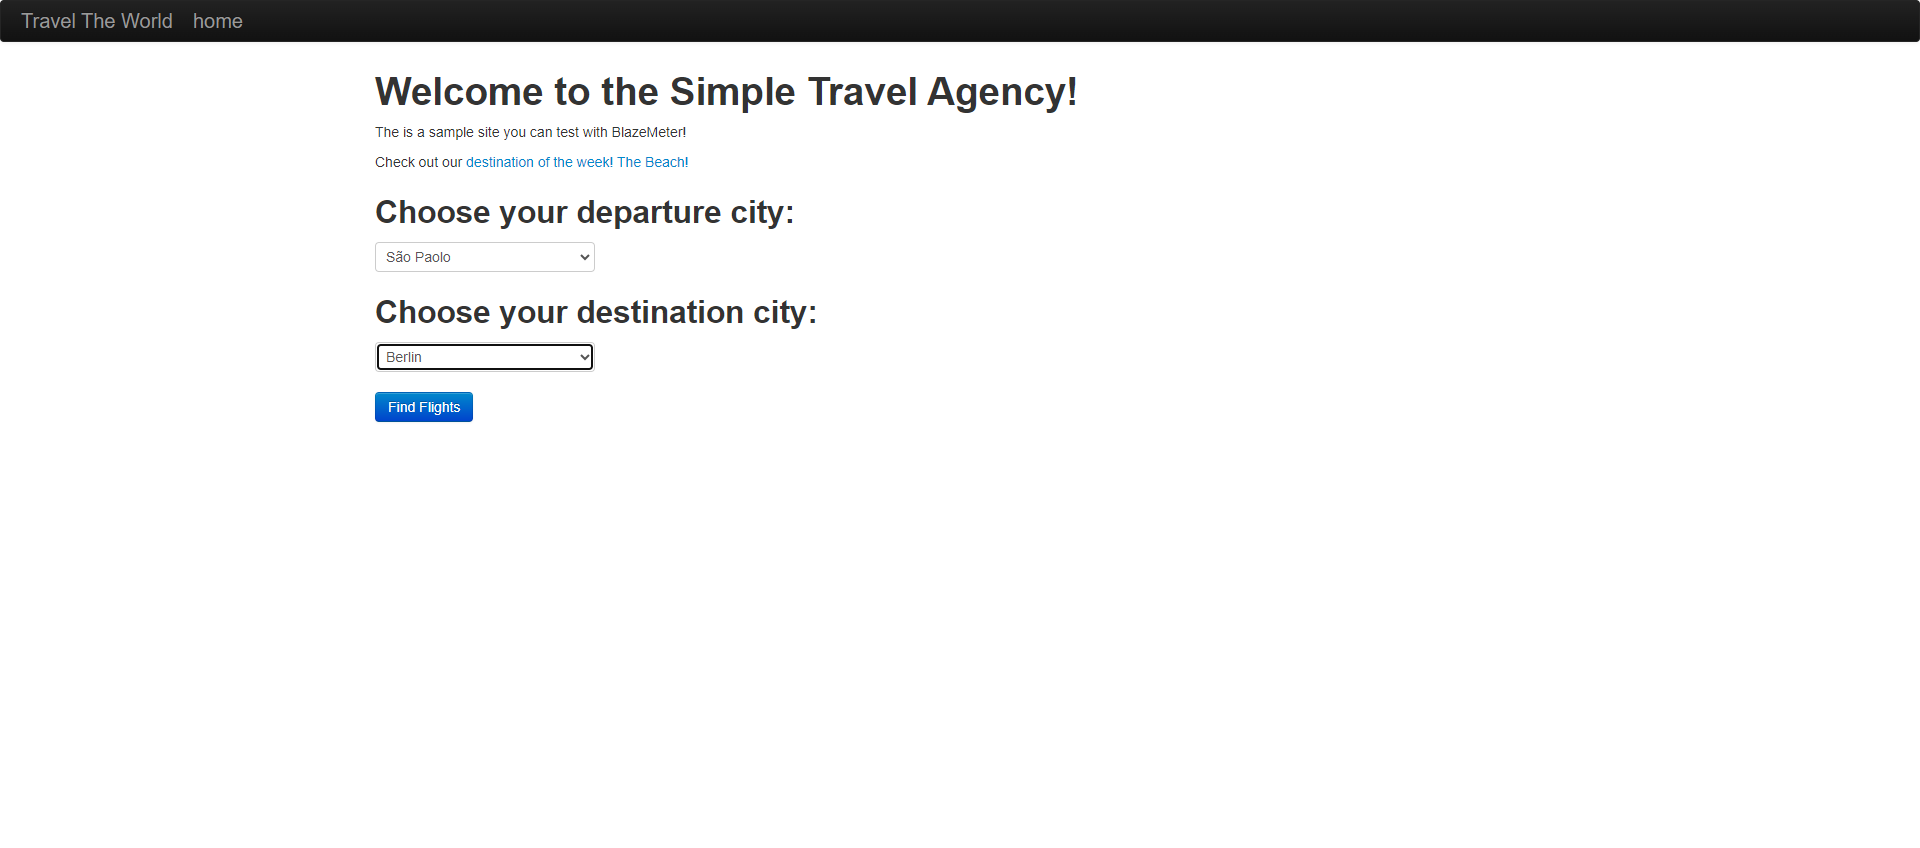 Travel The World home
Welcome to the Simple Travel Agency!
The is a sample site you can test with BlazeMeter!
Check out our destination of the week! The Beach!
Choose your departure city:
São Paolo
Choose your destination city:
Berlin
Find Flights